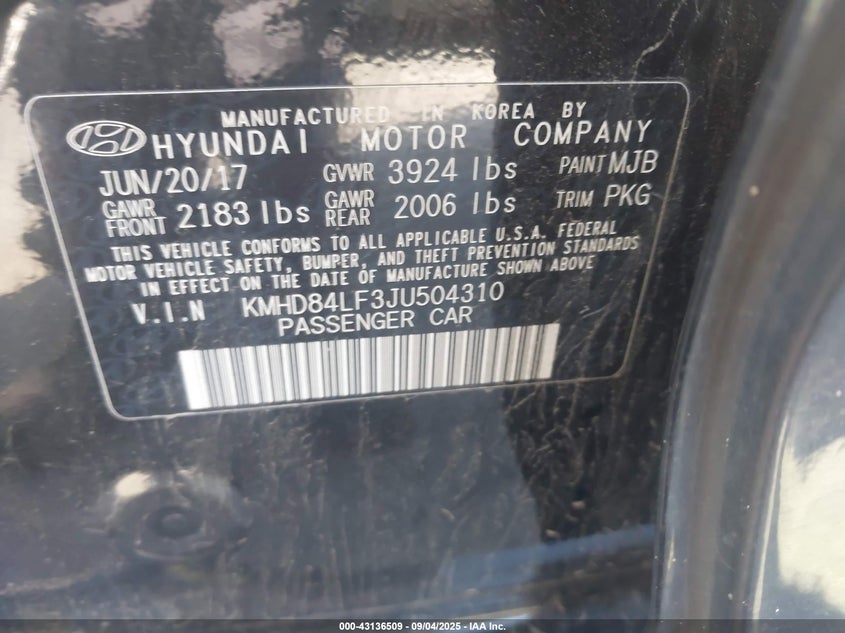 MANUFACTURED IN KOREA BY
HYUNDAI MOTOR COMPANY
JUN/20/17 GVWR 3924 lbs PAINT MJB
GAWR FRONT 2183 lbs GAWR REAR 2006 lbs TRIM PKG
THIS VEHICLE CONFORMS TO ALL APPLICABLE U.S.A. FEDERAL
MOTOR VEHICLE SAFETY, BUMPER, AND THEFT PREVENTION STANDARDS
IN EFFECT ON THE DATE OF MANUFACTURE SHOWN ABOVE
V.I.N KMHD84LF3JU504310
PASSENGER CAR
000-43136509 - 09/04/2025 - IAA Inc.